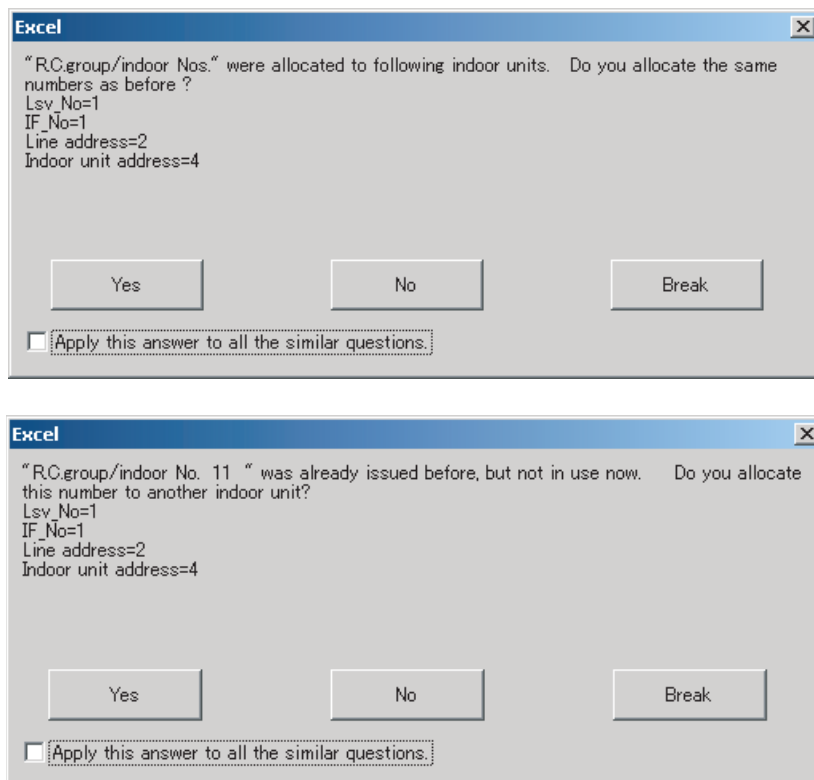 Excel
"R.C.group/indoor Nos." were allocated to following indoor units. Do you allocate the same
numbers as before ?
Lsv_No=1
IF_No=1
Line address=2
Indoor unit address=4
Yes No Break
Apply this answer to all the similar questions.
Excel
"R.C.group/indoor No. 11 " was already issued before, but not in use now. Do you allocate
this number to another indoor unit?
Lsv_No=1
IF_No=1
Line address=2
Indoor unit address=4
Yes No Break
Apply this answer to all the similar questions.